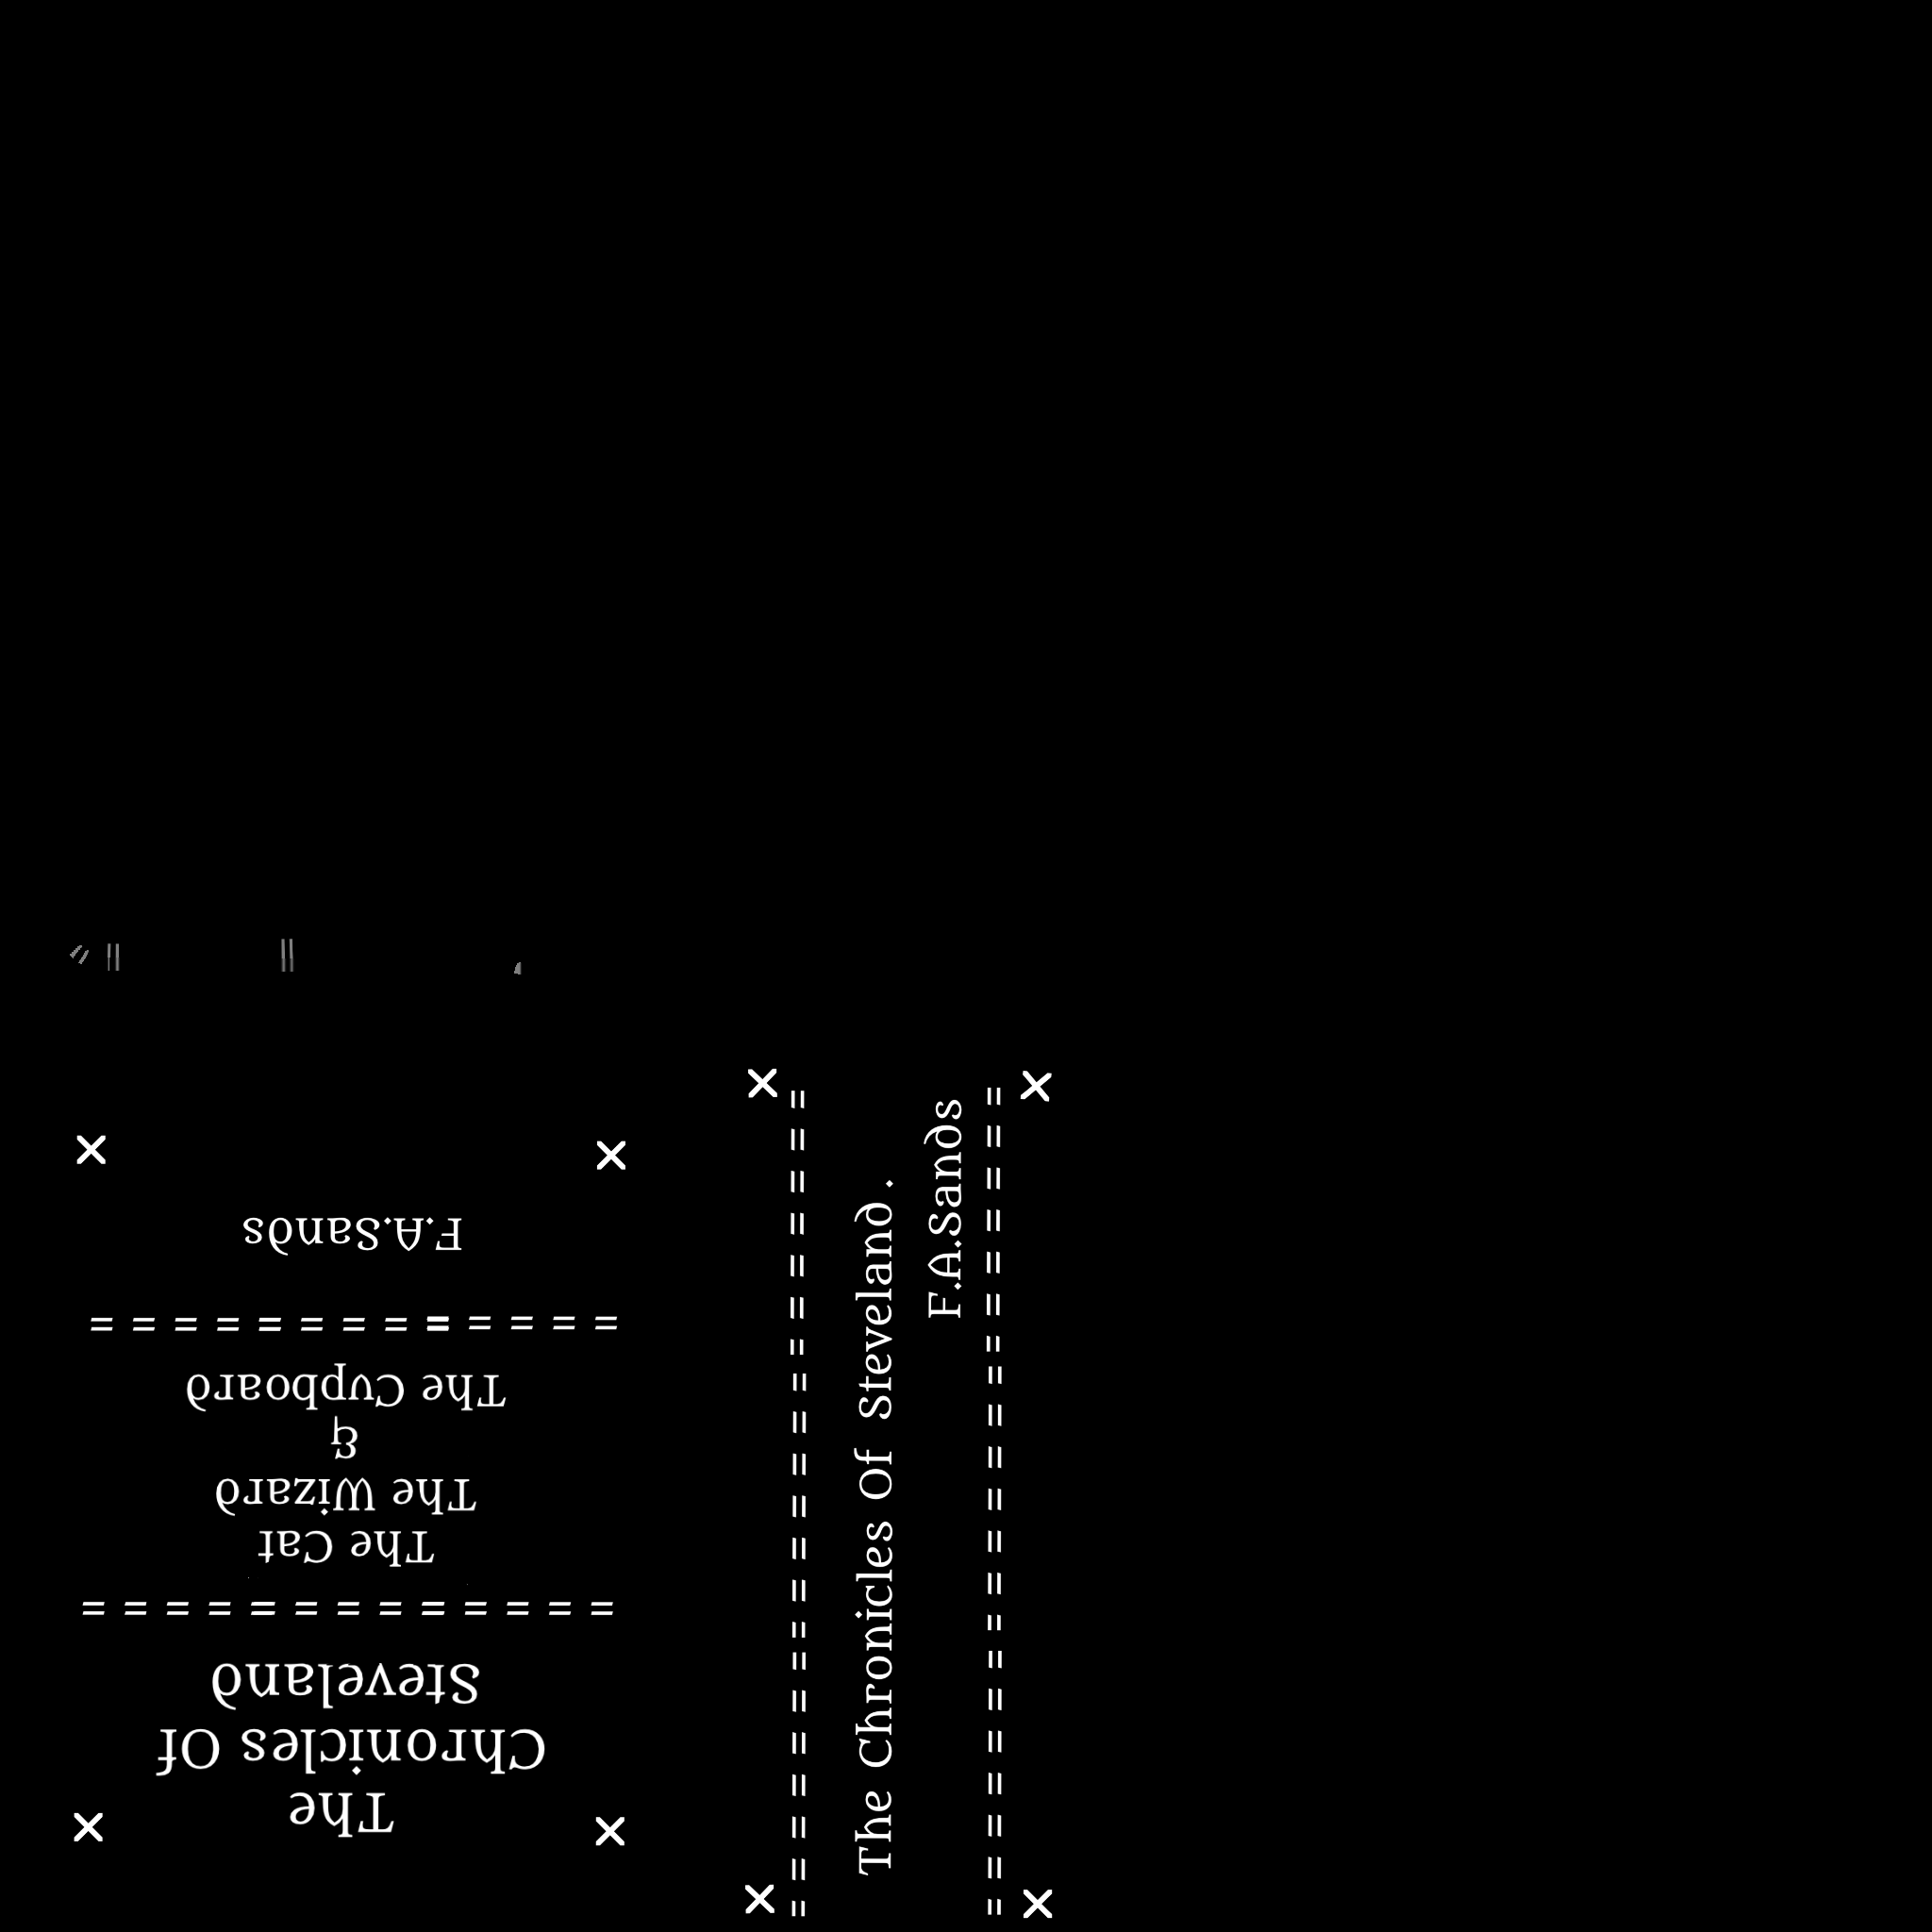 The
Chronicles Of
Steveland
The Cat
The Wizard
&
The Cupboard
F.A.Sands
The Chronicles Of Steveland.
F.A.Sands